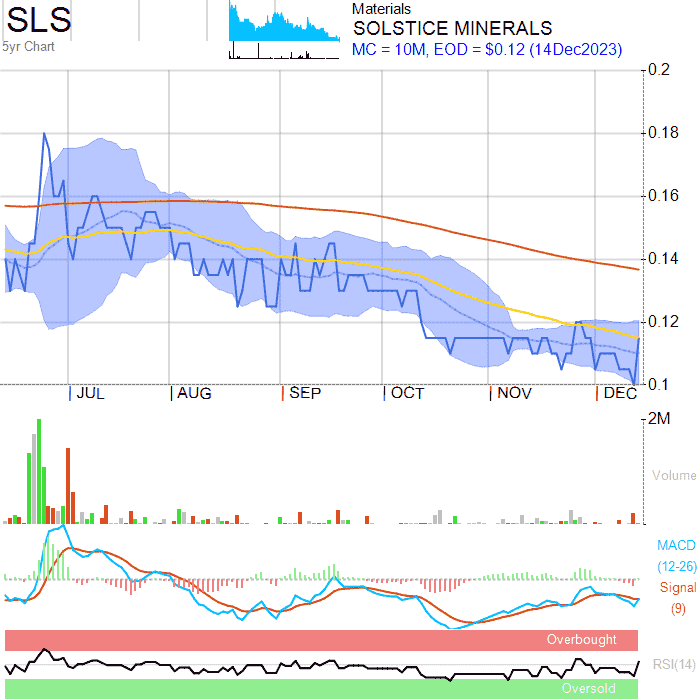 SLS
5yr Chart
Materials
SOLSTICE MINERALS
MC = 10M, EOD = $0.12 (14Dec2023)
0.2
0.18
0.16
0.14
0.12
0.1
JUL AUG SEP OCT NOV DEC
2M
Volume
MACD
(12-26)
Signal
(9)
Overbought
RSI(14)
Oversold